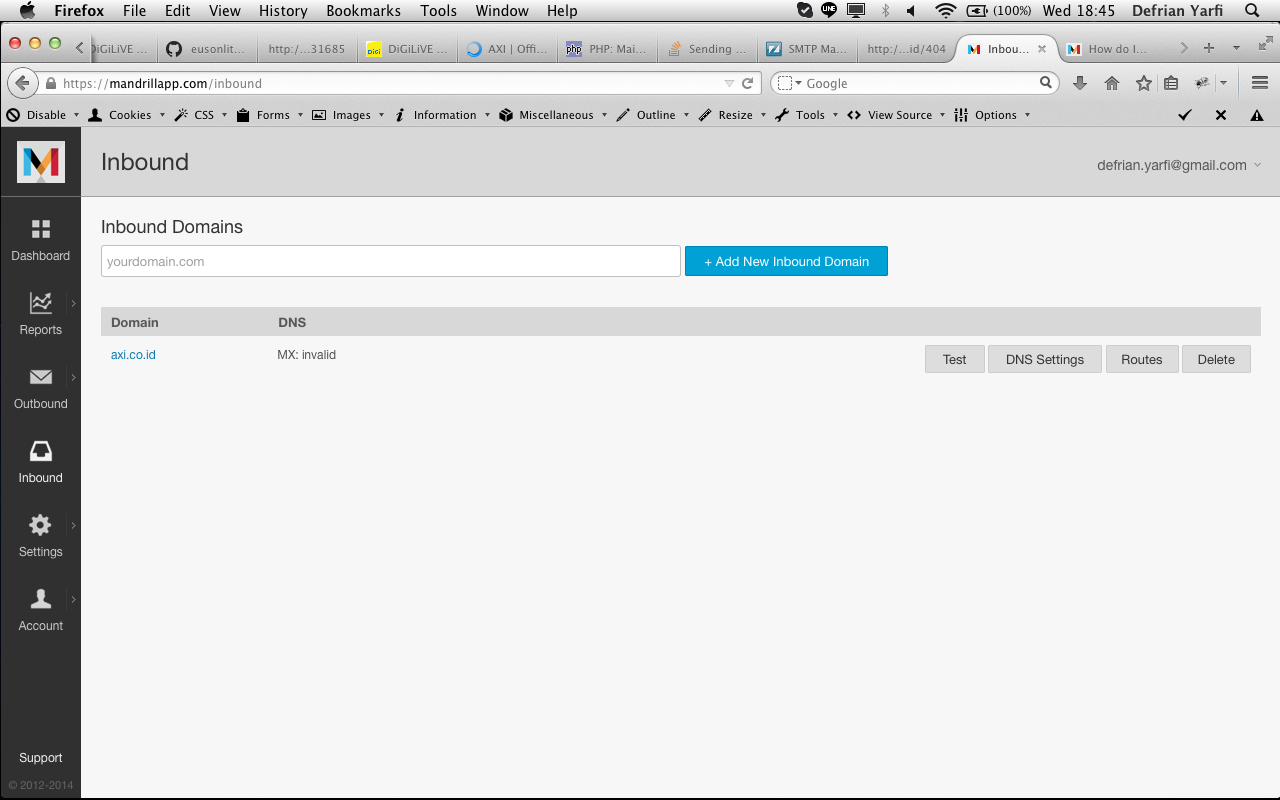 Firefox File Edit View History Bookmarks Tools Window Help (100%) Wed 18:45 Defrian Yarfi
DiGiLiVE ... eusonlit... http:/...31685 DiGiLiVE ... AXI | Offi... PHP: Mai... Sending ... SMTP Ma... http:/...id/404 Inbou... How do I...
https://mandrillapp.com/inbound Google
Disable Cookies CSS Forms Images Information Miscellaneous Outline Resize Tools View Source Options
Inbound defrian.yarfi@gmail.com
Dashboard
Reports
Outbound
Inbound
Settings
Account
Support
© 2012-2014
Inbound Domains
yourdomain.com + Add New Inbound Domain
Domain DNS
axi.co.id MX: invalid Test DNS Settings Routes Delete